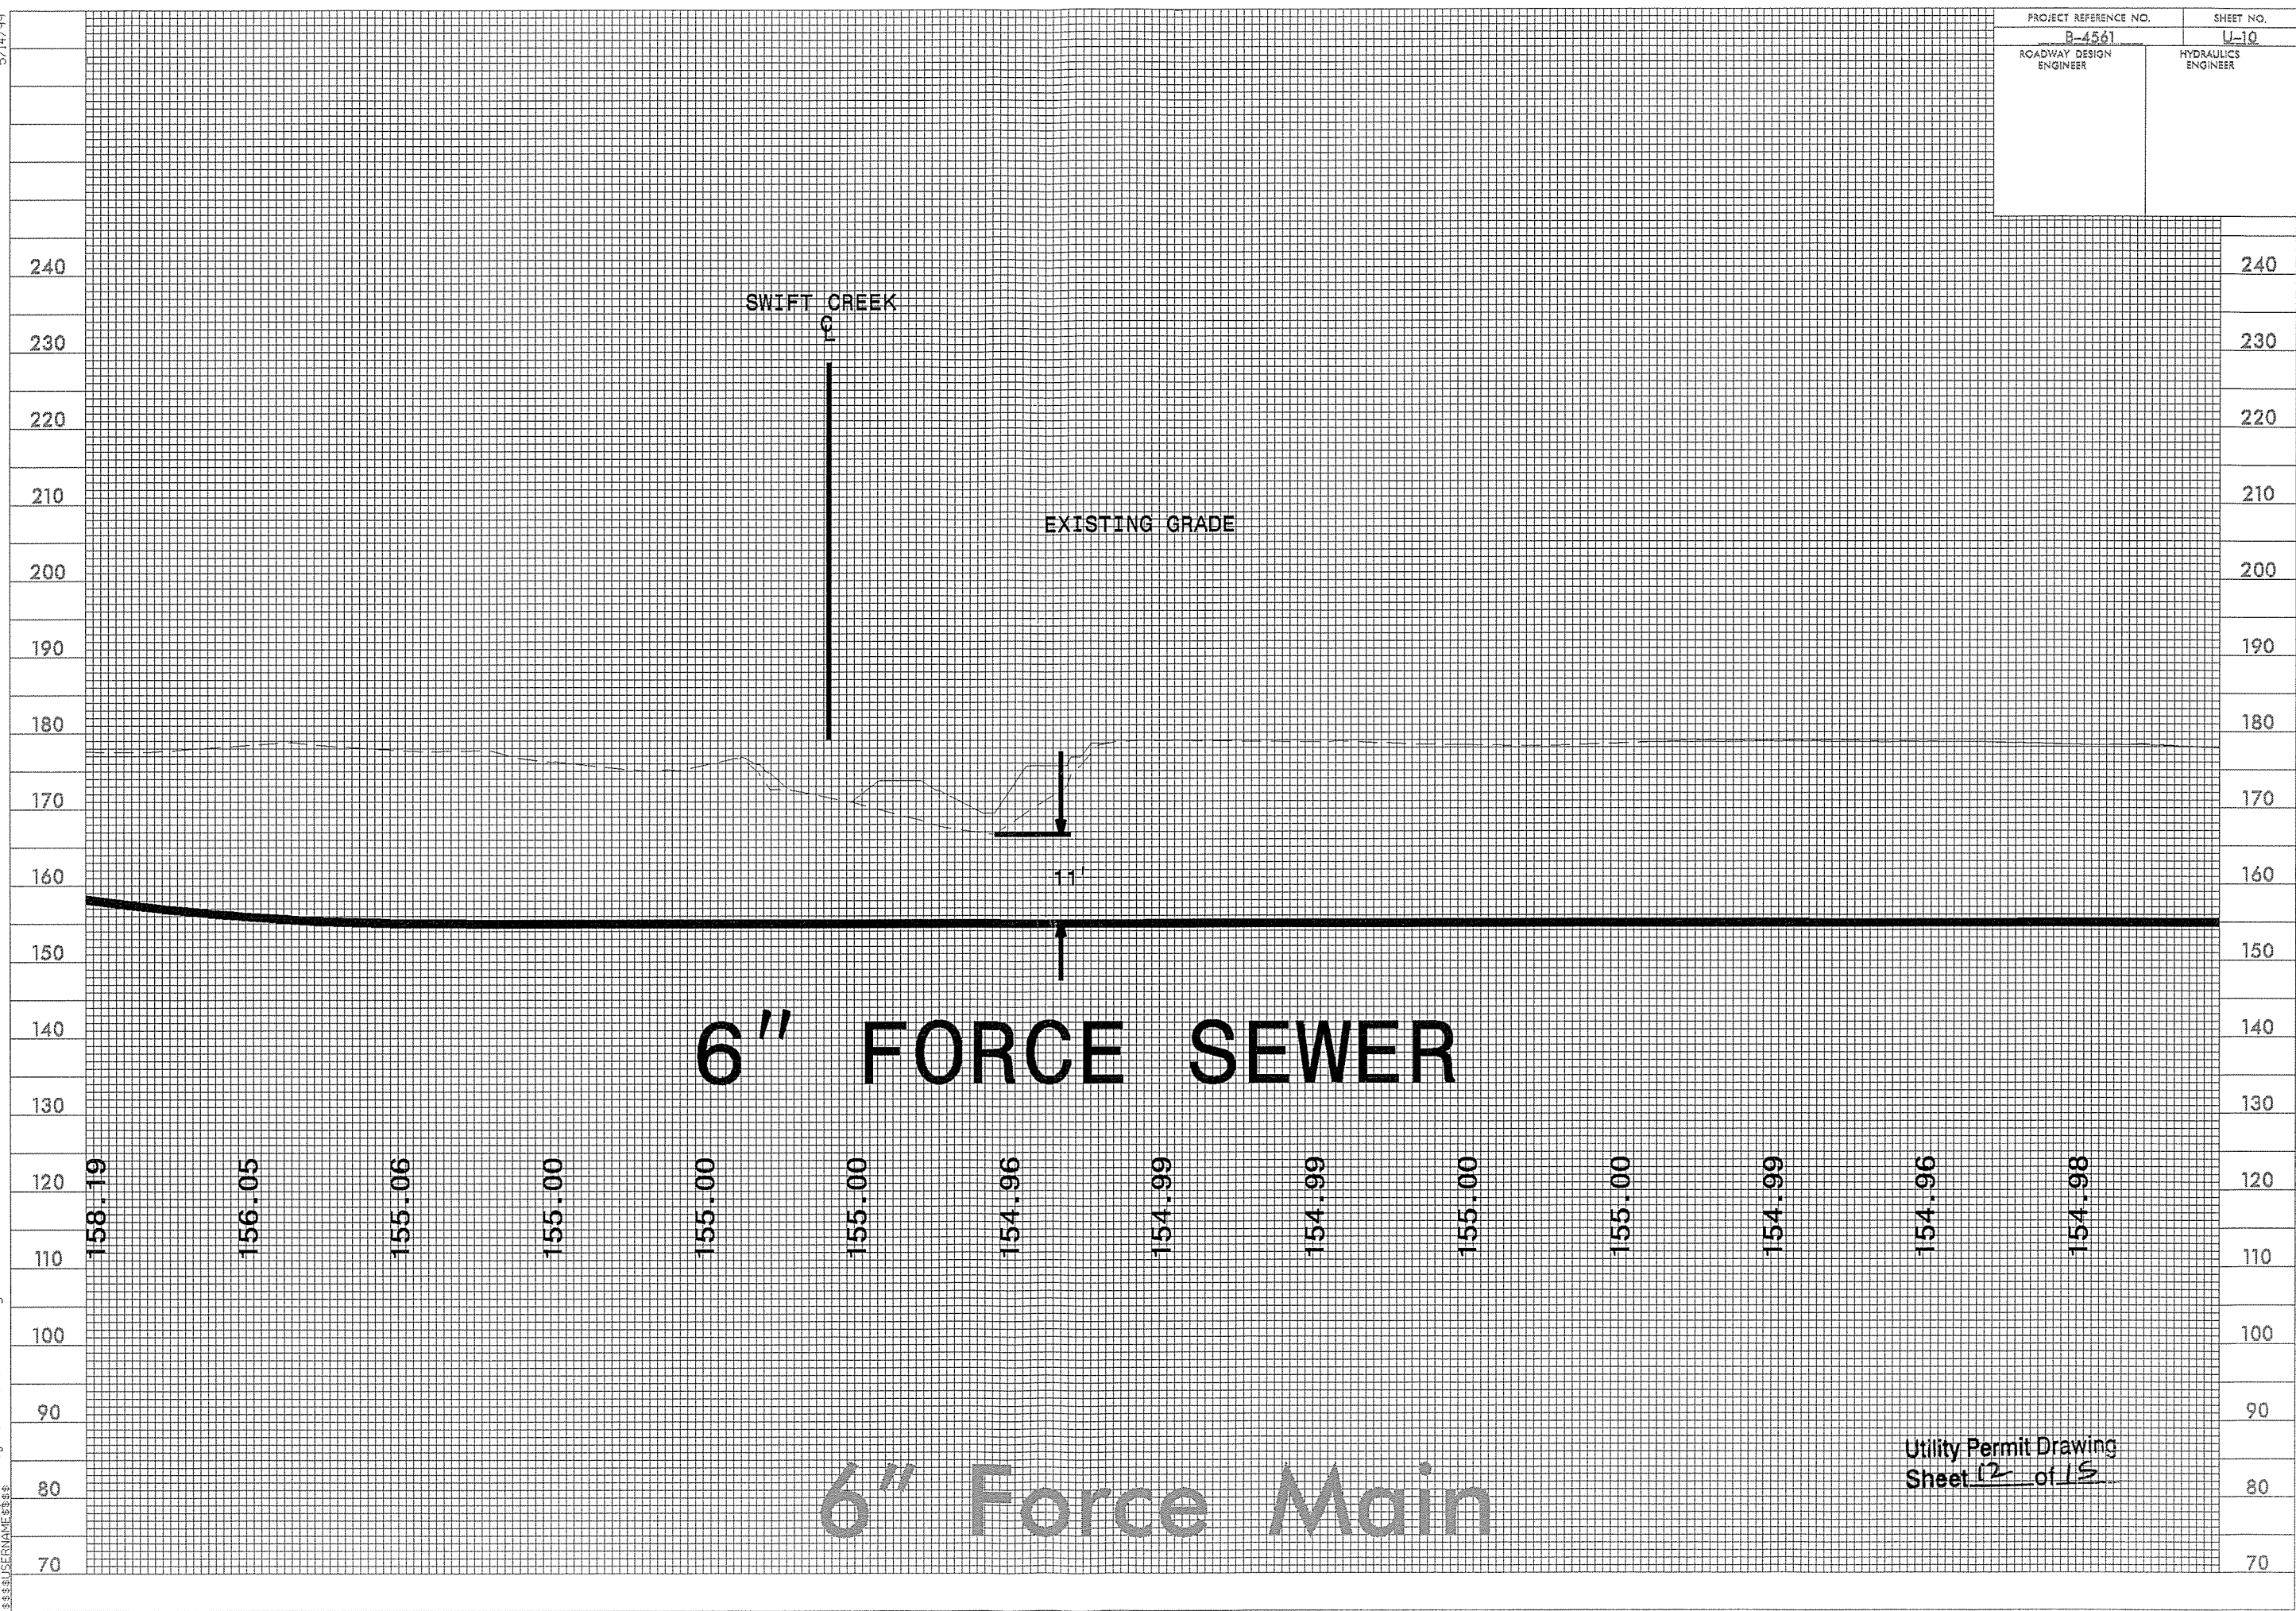 5/14/99
PROJECT REFERENCE NO. SHEET NO.
B-4561 U-10
ROADWAY DESIGN
ENGINEER
HYDRAULICS
ENGINEER
240 240
SWIFT CREEK
℄
230 230
220 220
210 210
EXISTING GRADE
200 200
190 190
180 180
170 170
160 160
11'
150 150
140 140
6" FORCE SEWER
130 130
120 120
158.19 156.05 155.06 155.00 155.00 155.00 154.96 154.99 154.99 155.00 155.00 154.99 154.96 154.98
110 110
100 100
90 90
Utility Permit Drawing
Sheet 12 of 15
80 80
6" Force Main
70 70
$$$$USERNAME$$$$